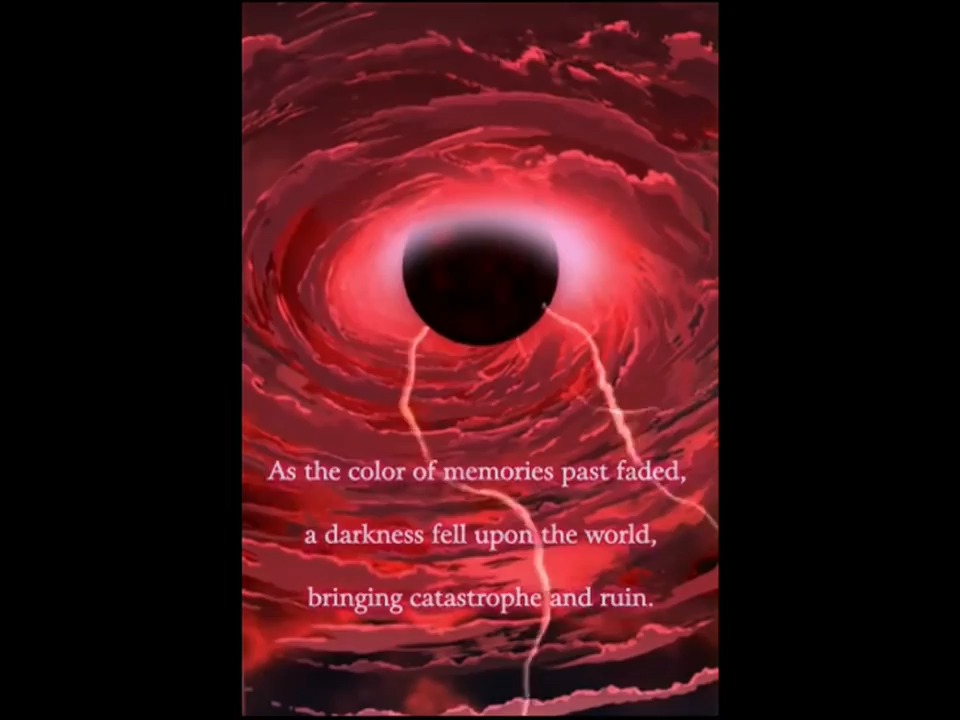 As the color of memories past faded,
a darkness fell upon the world,
bringing catastrophe and ruin.